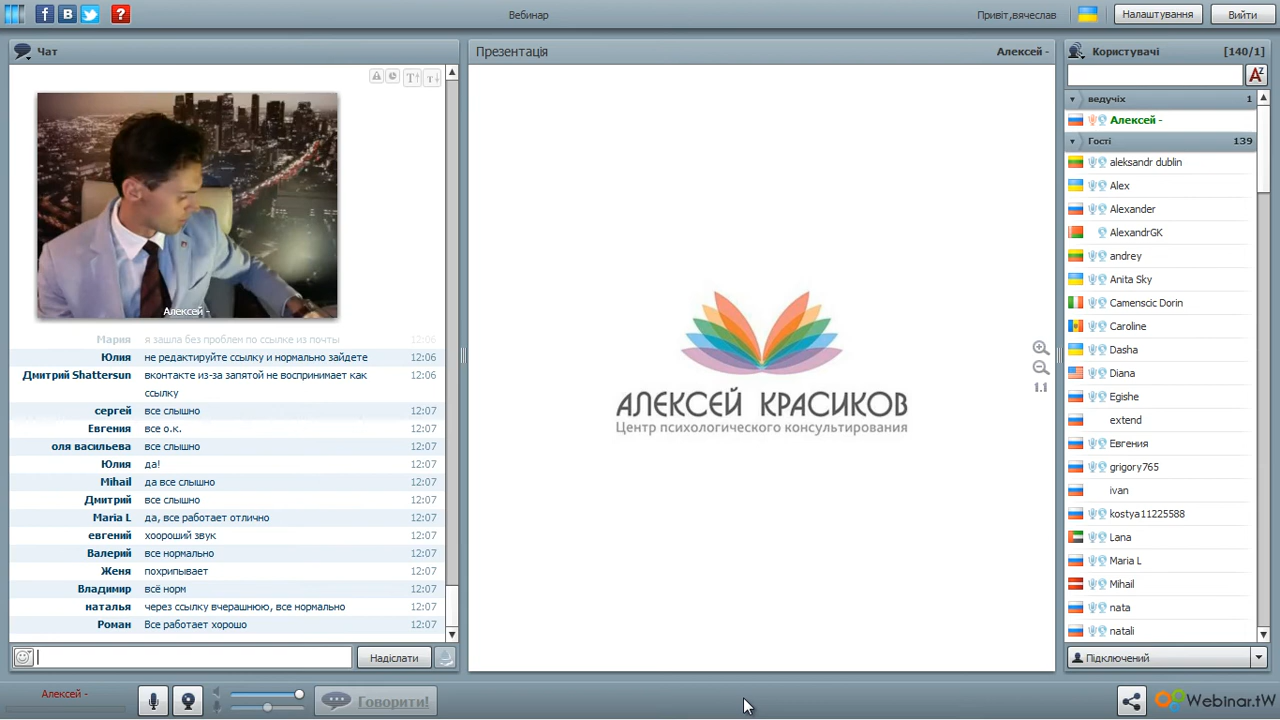 Вебинар
Привіт,вячеслав
Налаштування
Вийти
Чат
Алексей -
Мария я зашла без проблем по ссылке из почты 12:06
Юлия не редактируйте ссылку и нормально зайдете 12:06
Дмитрий Shattersun вконтакте из-за запятой не воспринимает как 12:06
ссылку
сергей все слышно 12:07
Евгения все о.к. 12:07
оля васильева все слышно 12:07
Юлия да! 12:07
Mihail да все слышно 12:07
Дмитрий все слышно 12:07
Maria L да, все работает отлично 12:07
евгений хоороший звук 12:07
Валерий все нормально 12:07
Женя похрипывает 12:07
Владимир всё норм 12:07
наталья через ссылку вчерашнюю, все нормально 12:07
Роман Все работает хорошо 12:07
Надіслати
Презентація Алексей -
АЛЕКСЕЙ КРАСИКОВ
Центр психологического консультирования
1.1
Користувачі [140/1]
ведучіх 1
Алексей -
Гості 139
aleksandr dublin
Alex
Alexander
AlexandrGK
andrey
Anita Sky
Camenscic Dorin
Caroline
Dasha
Diana
Egishe
extend
Евгения
grigory765
ivan
kostya11225588
Lana
Maria L
Mihail
nata
natali
Підключений
Алексей -
Говорити!
Webinar.tW